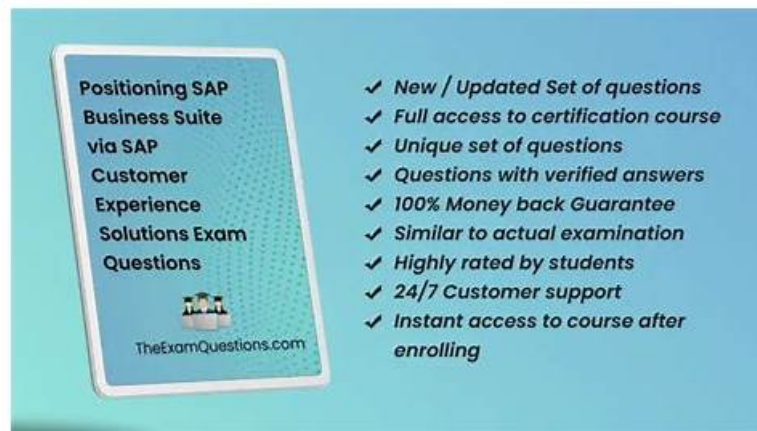 Positioning SAP
Business Suite
via SAP
Customer
Experience
Solutions Exam
Questions
TheExamQuestions.com
✔ New / Updated Set of questions
✔ Full access to certification course
✔ Unique set of questions
✔ Questions with verified answers
✔ 100% Money back Guarantee
✔ Similar to actual examination
✔ Highly rated by students
✔ 24/7 Customer support
✔ Instant access to course after
enrolling